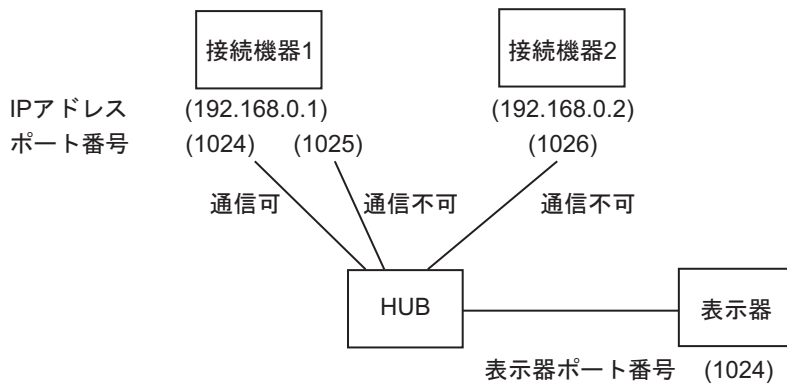 接続機器1 接続機器2
IPアドレス (192.168.0.1) (192.168.0.2)
ポート番号 (1024) (1025) (1026)
通信可 通信不可 通信不可
HUB 表示器
表示器ポート番号 (1024)